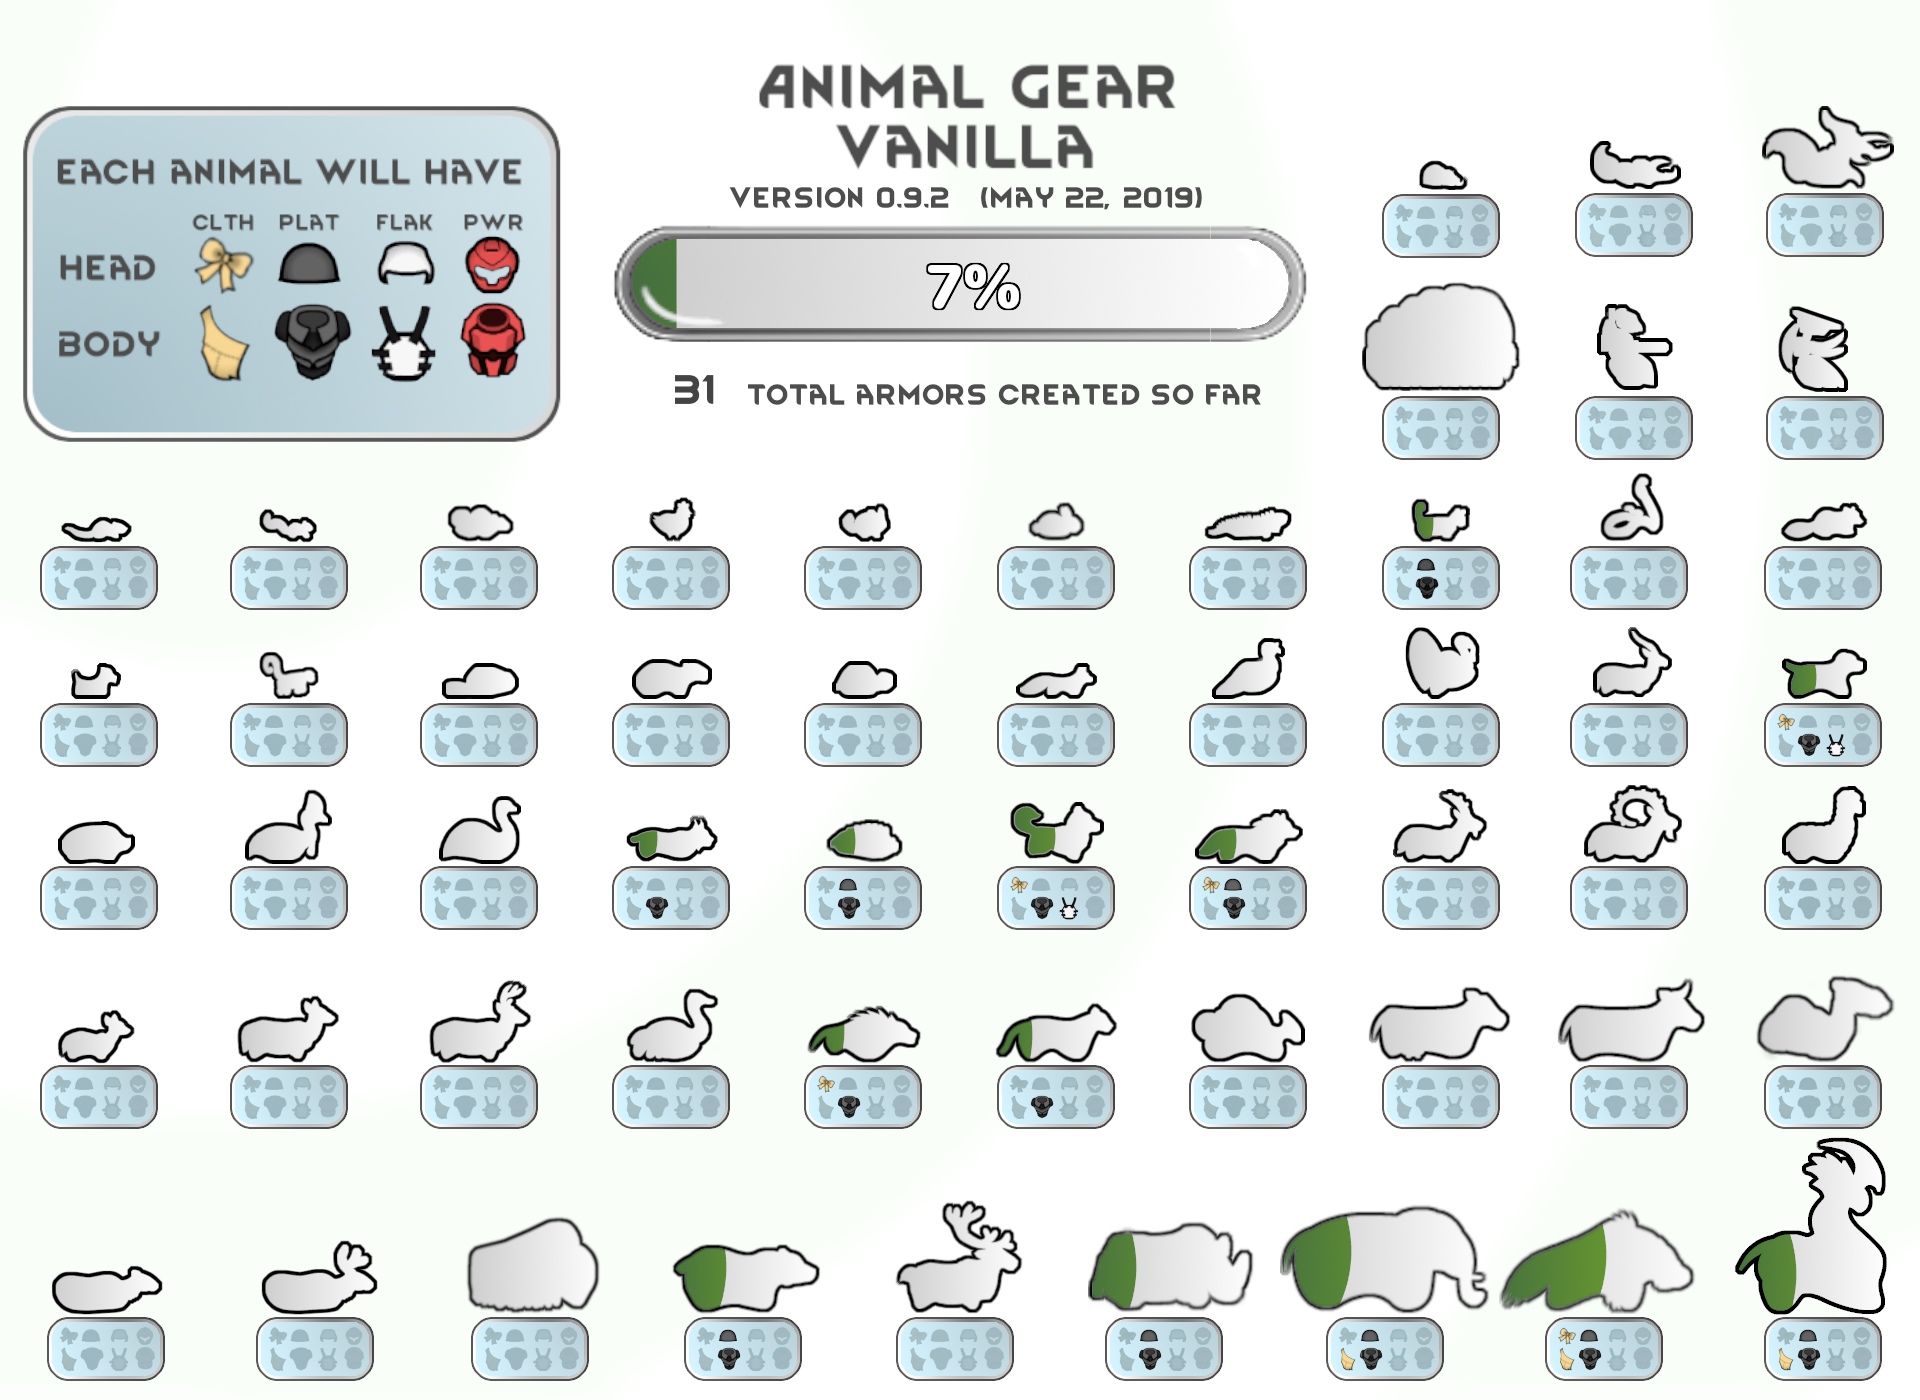 ANIMAL GEAR
VANILLA
VERSION 0.9.2 (MAY 22, 2019)
7%
31 TOTAL ARMORS CREATED SO FAR
EACH ANIMAL WILL HAVE
CLTH PLAT FLAK PWR
HEAD
BODY